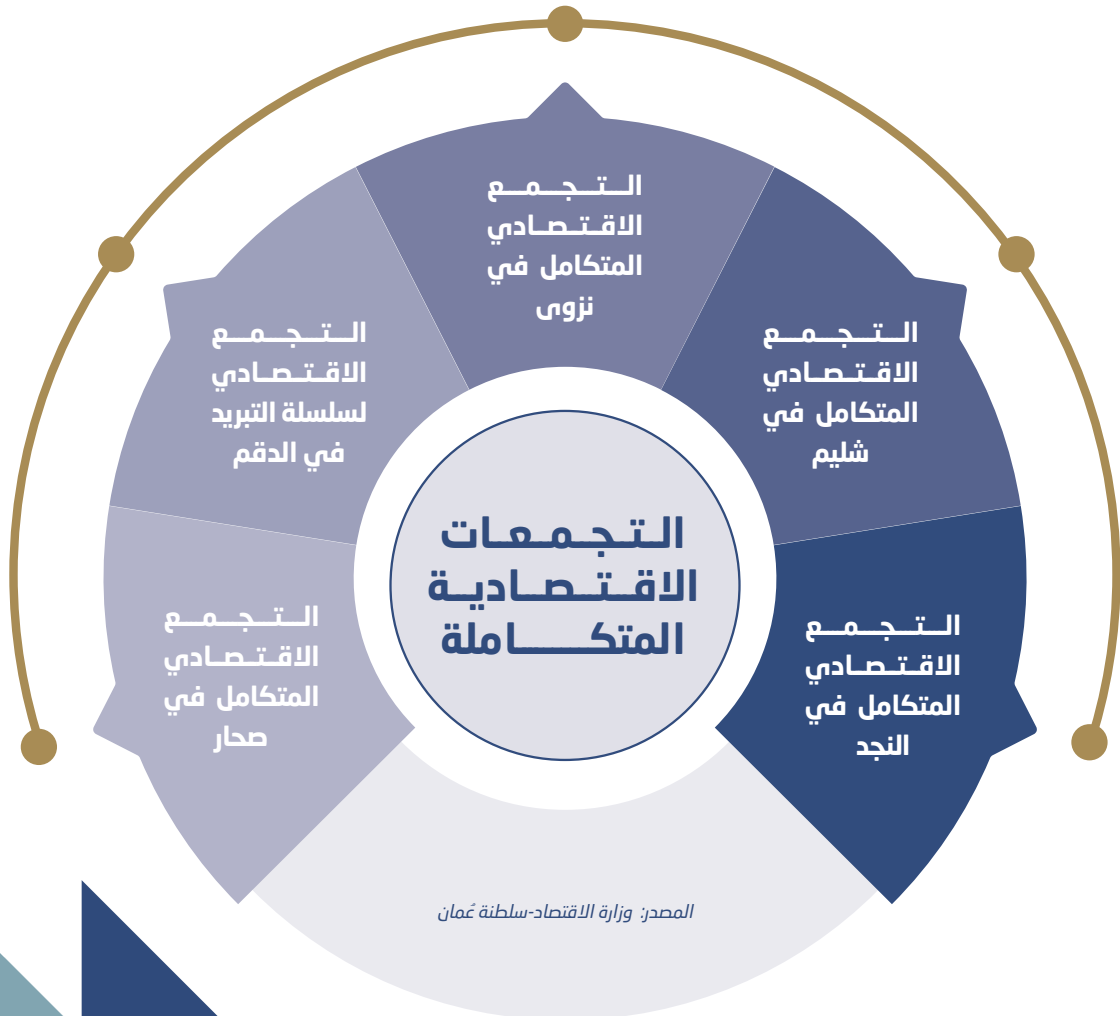 التجمع
الاقتصادي
المتكامل في
نزوى
التجمع
الاقتصادي
المتكامل في
شليم
التجمع
الاقتصادي
لسلسلة التبريد
في الدقم
التجمعات
الاقتصادية
المتكاملة
التجمع
الاقتصادي
المتكامل في
النجد
التجمع
الاقتصادي
المتكامل في
صحار
المصدر: وزارة الاقتصاد-سلطنة عُمان